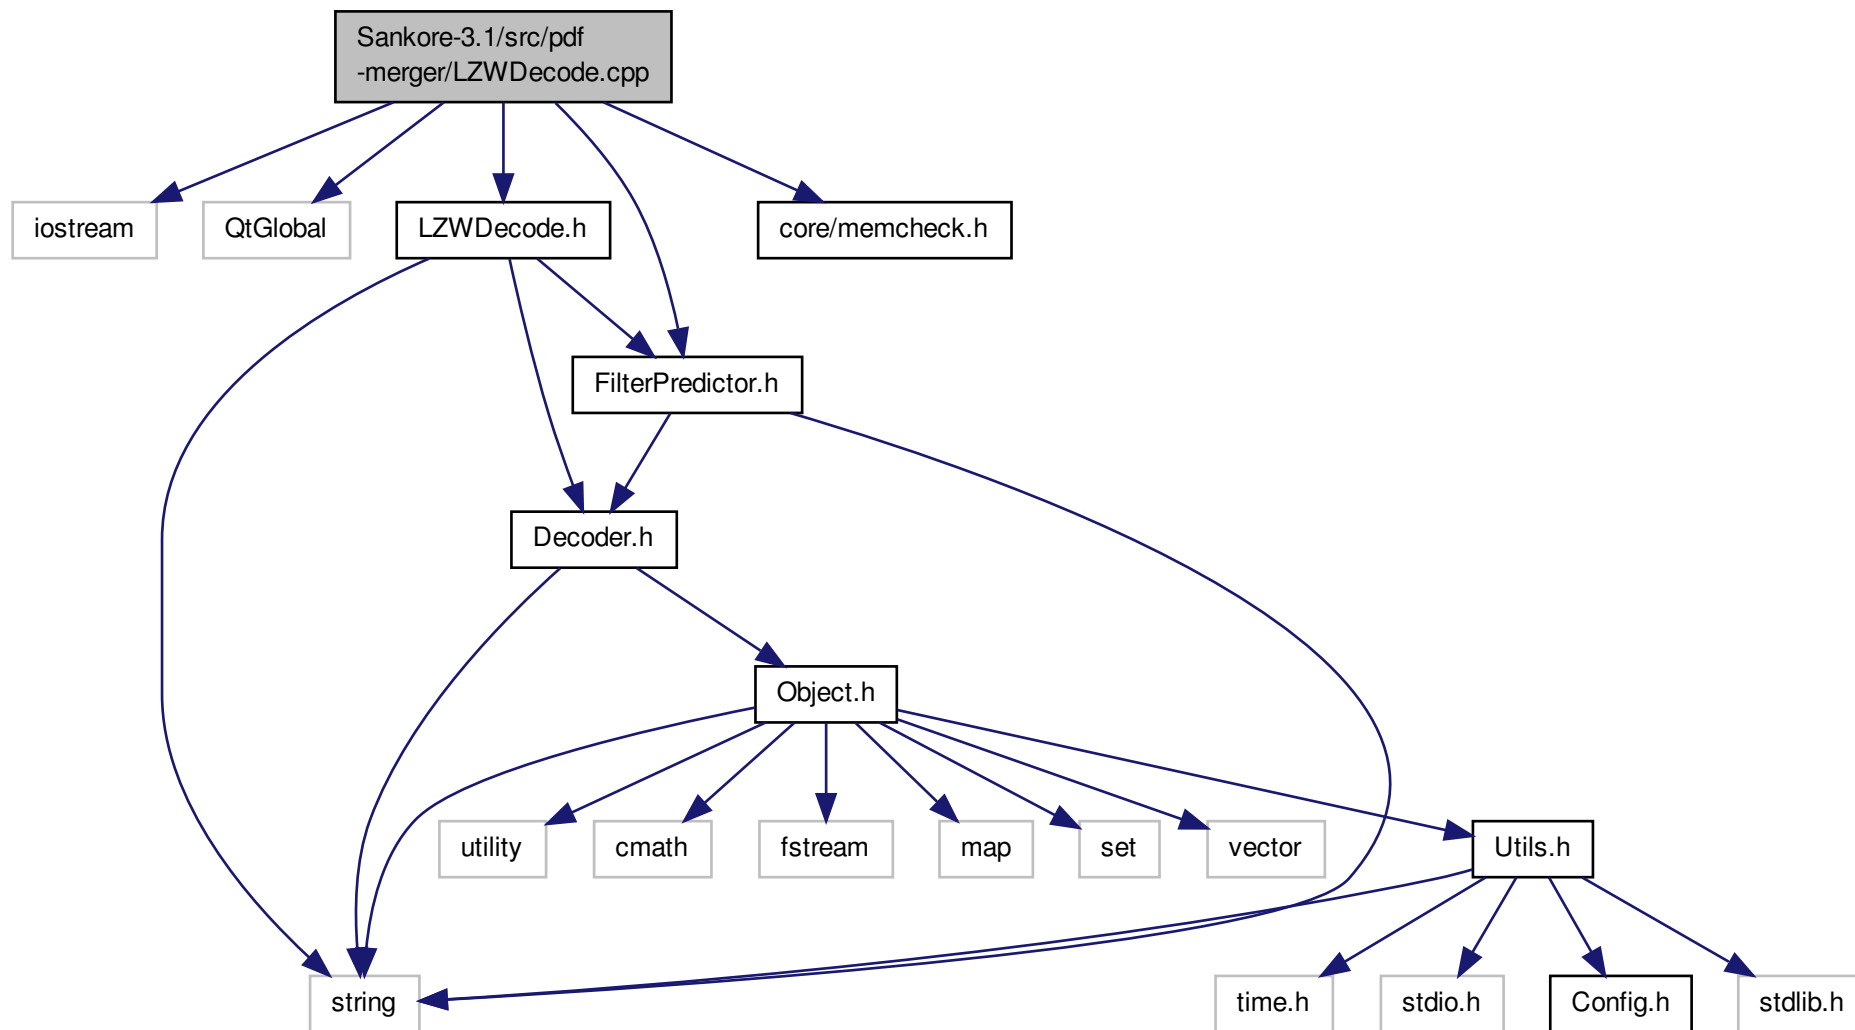 Sankore-3.1/src/pdf
-merger/LZWDecode.cpp
iostream
QtGlobal
LZWDecode.h
core/memcheck.h
FilterPredictor.h
Decoder.h
Object.h
utility
cmath
fstream
map
set
vector
Utils.h
string
time.h
stdio.h
Config.h
stdlib.h